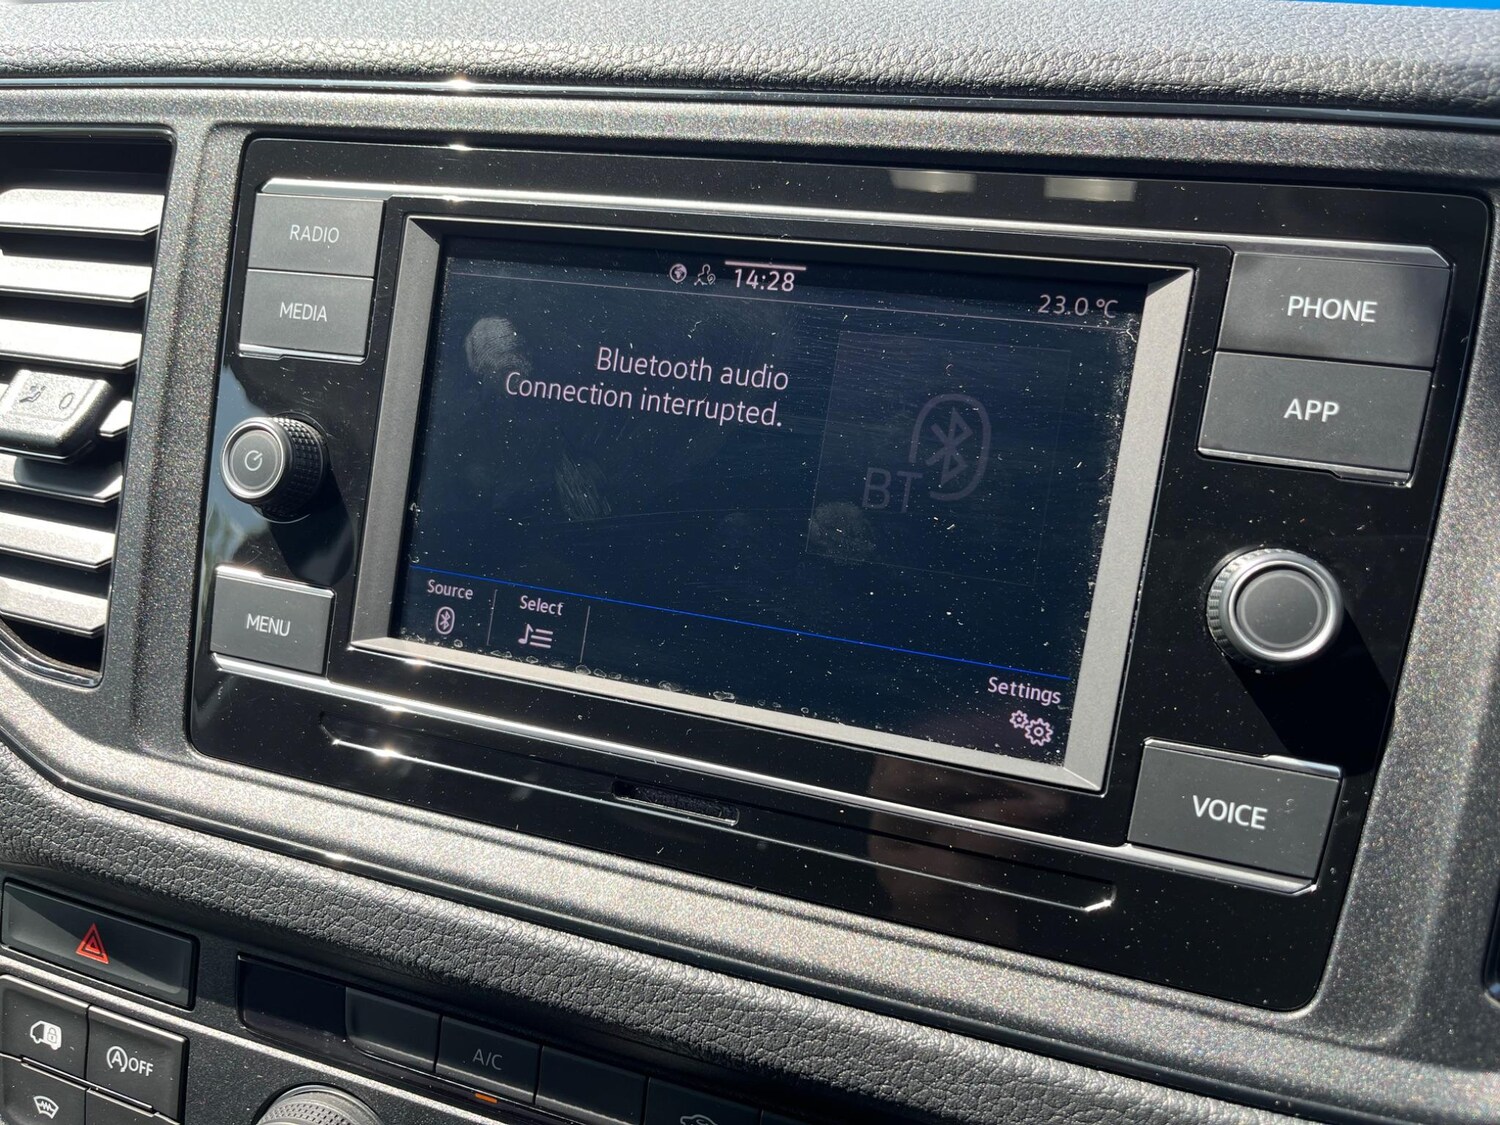 RADIO
MEDIA
MENU
14:28
23.0 °C
Bluetooth audio
Connection interrupted.
BT
Source
Select
Settings
PHONE
APP
VOICE
0
A OFF
A/C